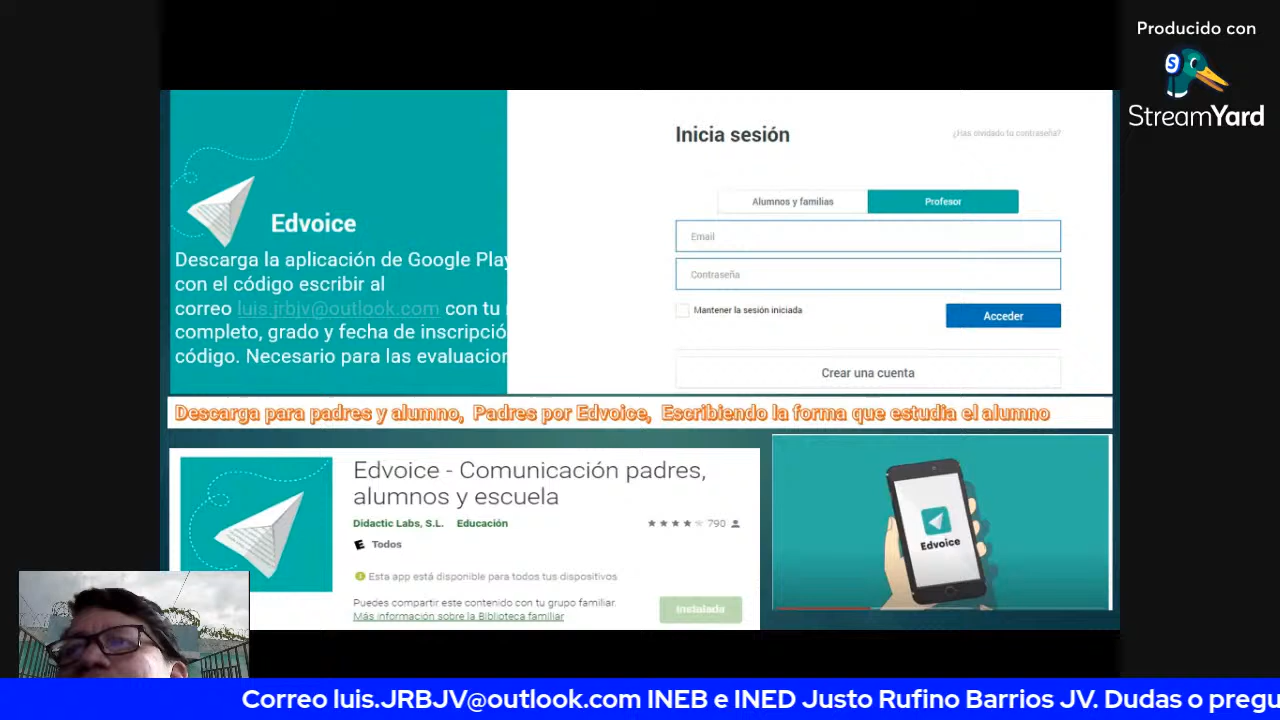 Producido con
StreamYard
Inicia sesión
¿Has olvidado tu contraseña?
Alumnos y familias
Profesor
Email
Contraseña
Mantener la sesión iniciada
Acceder
Crear una cuenta
Edvoice
Descarga la aplicación de Google Play
con el código escribir al
correo luis.jrbjv@outlook.com con tu
completo, grado y fecha de inscripció
código. Necesario para las evaluacion
Descarga para padres y alumno, Padres por Edvoice, Escribiendo la forma que estudia el alumno
Edvoice - Comunicación padres,
alumnos y escuela
Didactic Labs, S.L. Educación
790
Todos
Esta app está disponible para todos tus dispositivos
Puedes compartir este contenido con tu grupo familiar.
Más información sobre la Biblioteca familiar
Instalada
Edvoice
Correo luis.JRBJV@outlook.com INEB e INED Justo Rufino Barrios JV. Dudas o pregu